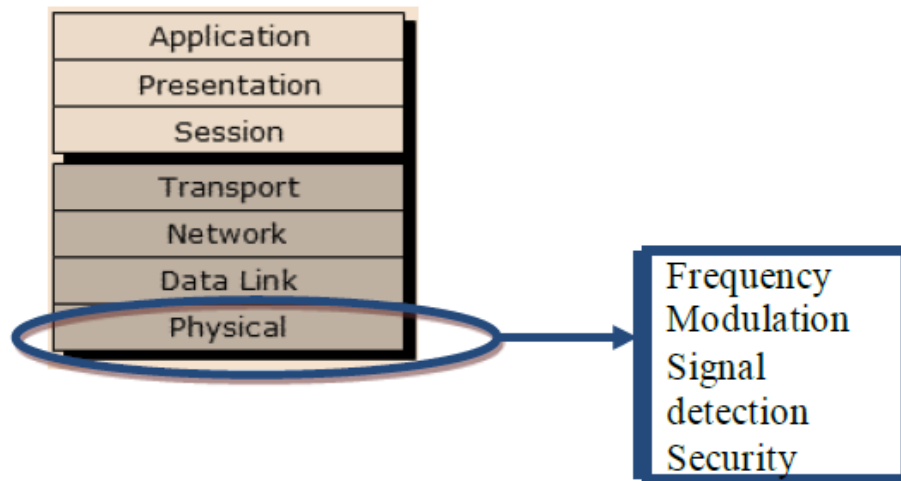 Application
Presentation
Session
Transport
Network
Data Link
Physical
Frequency
Modulation
Signal
detection
Security